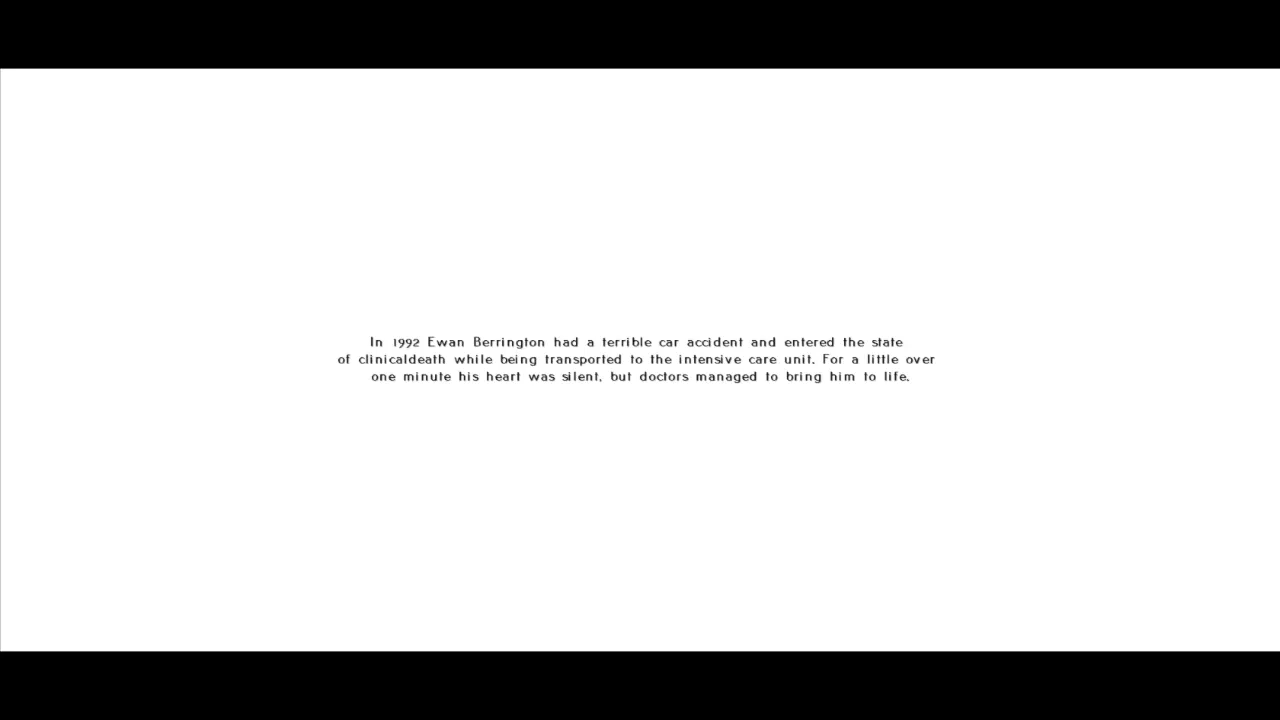 In 1992 Ewan Berrington had a terrible car accident and entered the state
of clinicaldeath while being transported to the intensive care unit. For a little over
one minute his heart was silent, but doctors managed to bring him to life.